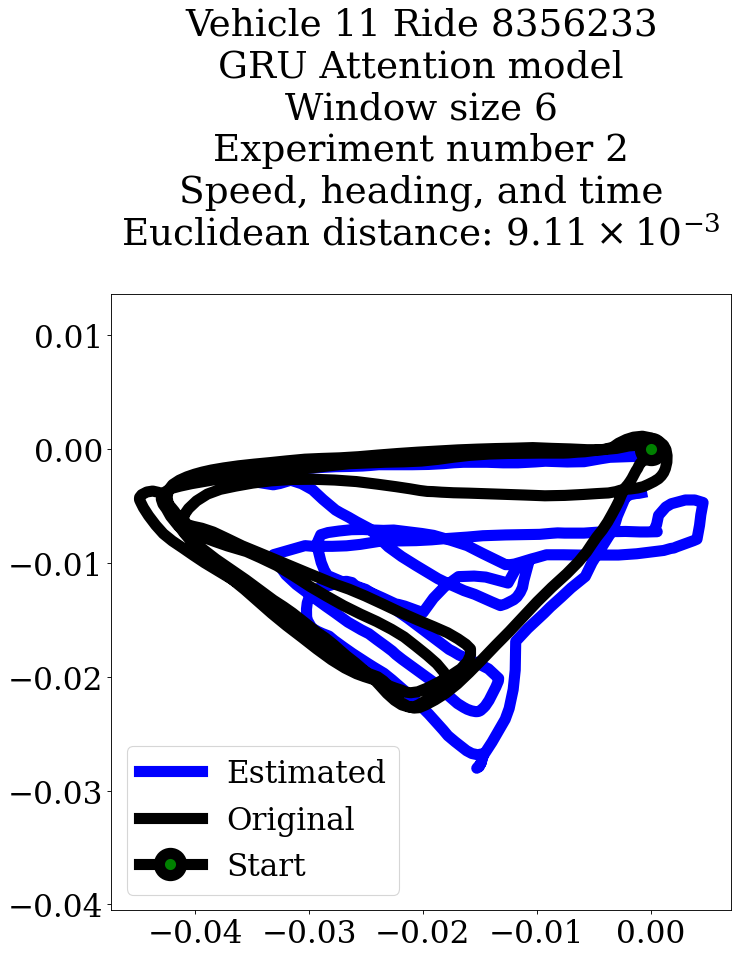 Vehicle 11 Ride 8356233
GRU Attention model
Window size 6
Experiment number 2
Speed, heading, and time
Euclidean distance: 9.11 × 10⁻³
0.01
0.00
−0.01
−0.02
−0.03
−0.04
Estimated
Original
Start
−0.04 −0.03 −0.02 −0.01 0.00